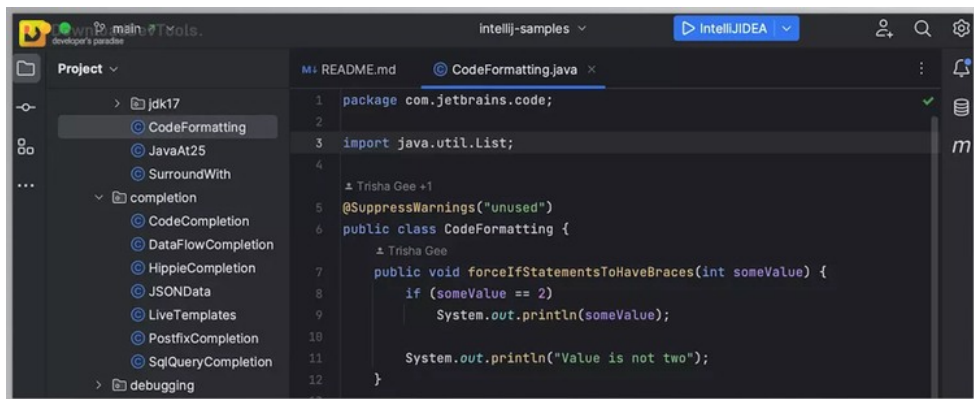 DownloadDevTools.
developer's paradise
main
intellij-samples
IntelliJIDEA
Project
README.md
CodeFormatting.java
jdk17
CodeFormatting
JavaAt25
SurroundWith
completion
CodeCompletion
DataFlowCompletion
HippieCompletion
JSONData
LiveTemplates
PostfixCompletion
SqlQueryCompletion
debugging
1 package com.jetbrains.code;
2
3 import java.util.List;
4
Trisha Gee +1
5 @SuppressWarnings("unused")
6 public class CodeFormatting {
Trisha Gee
7 public void forceIfStatementsToHaveBraces(int someValue) {
8 if (someValue == 2)
9 System.out.println(someValue);
10
11 System.out.println("Value is not two");
12 }
m